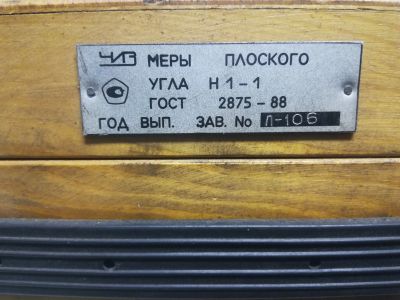 ЧИЗ МЕРЫ ПЛОСКОГО
УГЛА Н 1-1
ГОСТ 2875-88
ГОД ВЫП. ЗАВ. No Л-106